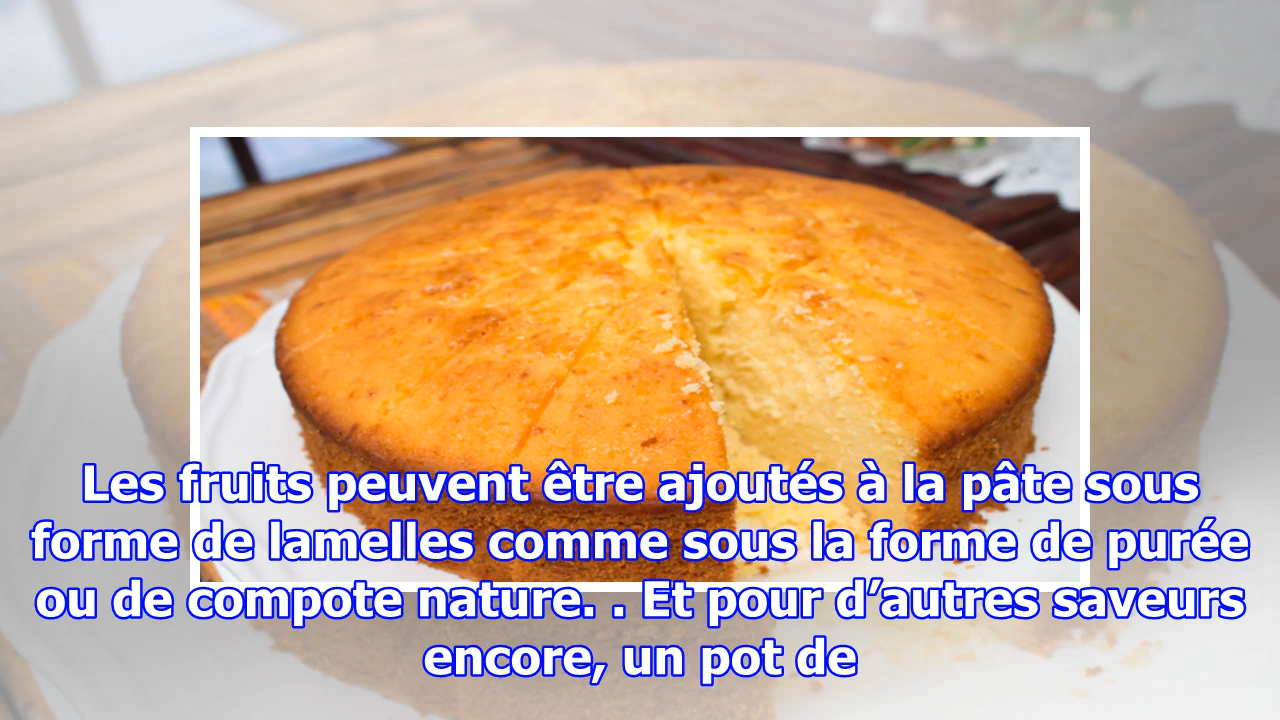 Les fruits peuvent être ajoutés à la pâte sous
forme de lamelles comme sous la forme de purée
ou de compote nature. . Et pour d’autres saveurs
encore, un pot de